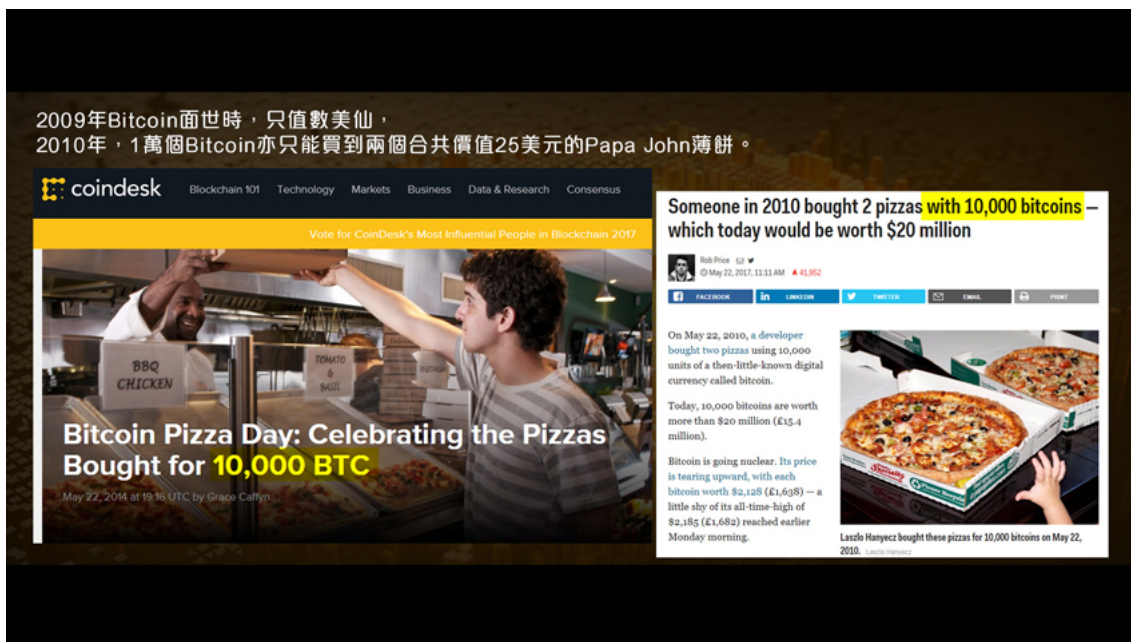 2009年Bitcoin面世時，只值數美仙，
2010年，1萬個Bitcoin亦只能買到兩個合共價值25美元的Papa John薄餅。
coindesk
Blockchain 101 Technology Markets Business Data & Research Consensus
Vote for CoinDesk's Most Influential People in Blockchain 2017
BBQ
CHICKEN
TOMATO
&
BASIL
Bitcoin Pizza Day: Celebrating the Pizzas
Bought for 10,000 BTC
May 22, 2014 at 19:16 UTC by Grace Caffyn
Someone in 2010 bought 2 pizzas with 10,000 bitcoins —
which today would be worth $20 million
Rob Price
May 22, 2017, 11:11 AM 41,952
FACEBOOK LINKEDIN TWITTER EMAIL PRINT
On May 22, 2010, a developer
bought two pizzas using 10,000
units of a then-little-known digital
currency called bitcoin.
Today, 10,000 bitcoins are worth
more than $20 million (£15.4
million).
Bitcoin is going nuclear. Its price
is tearing upward, with each
bitcoin worth $2,128 (£1,638) — a
little shy of its all-time-high of
$2,185 (£1,682) reached earlier
Monday morning.
Laszlo Hanyecz bought these pizzas for 10,000 bitcoins on May 22,
2010. Laszlo Hanyecz